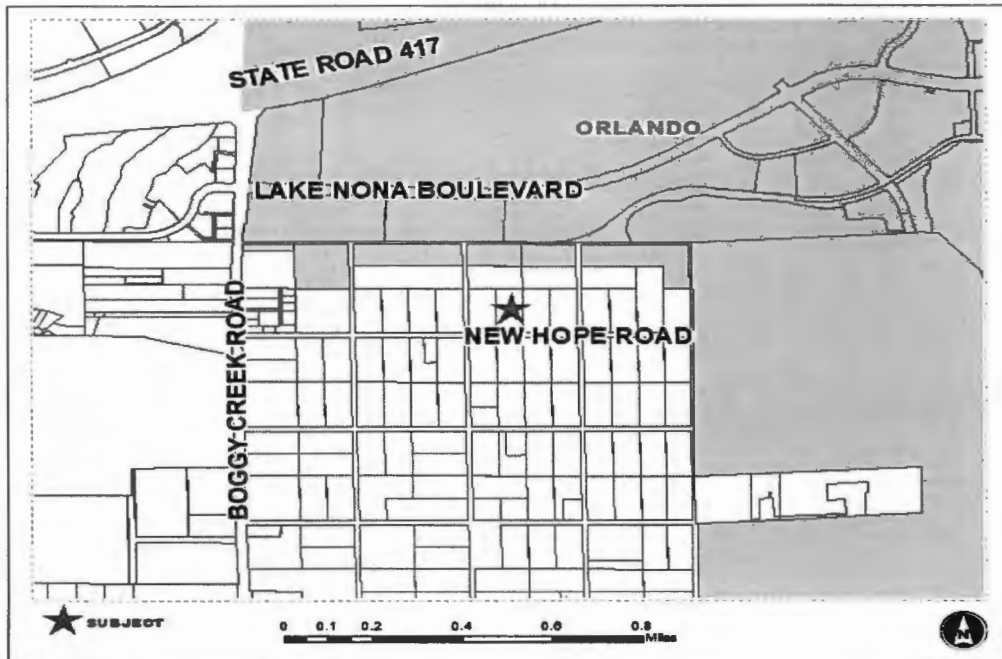 STATE ROAD 417
ORLANDO
LAKE NONA BOULEVARD
BOGGY CREEK ROAD
NEW HOPE ROAD
SUBJECT
0 0.1 0.2 0.4 0.6 0.8
Miles
N